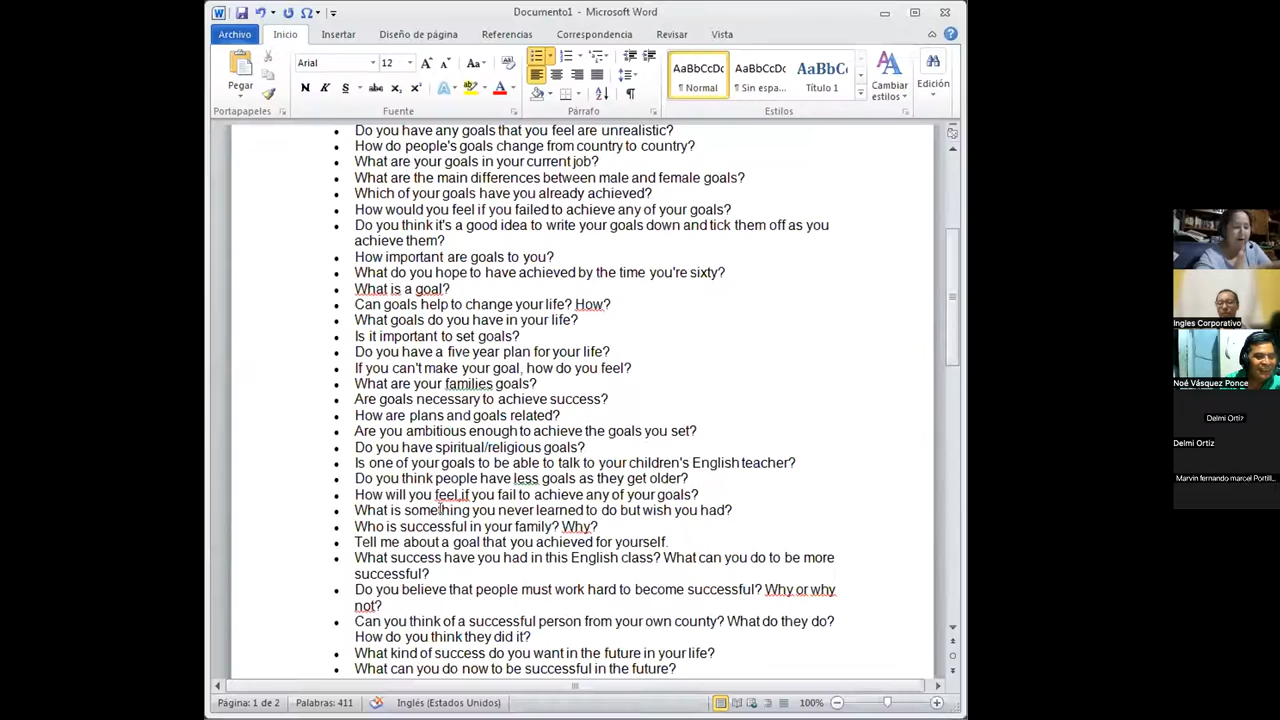 Documento1 - Microsoft Word
Archivo Inicio Insertar Diseño de página Referencias Correspondencia Revisar Vista
Arial 12
AaBbCcDc AaBbCcDc AaBbC
Pegar
¶ Normal ¶ Sin espa... Título 1
Cambiar estilos
Edición
Portapapeles Fuente Párrafo Estilos
• Do you have any goals that you feel are unrealistic?
• How do people's goals change from country to country?
• What are your goals in your current job?
• What are the main differences between male and female goals?
• Which of your goals have you already achieved?
• How would you feel if you failed to achieve any of your goals?
• Do you think it's a good idea to write your goals down and tick them off as you
achieve them?
• How important are goals to you?
• What do you hope to have achieved by the time you're sixty?
• What is a goal?
• Can goals help to change your life? How?
• What goals do you have in your life?
• Is it important to set goals?
• Do you have a five year plan for your life?
• If you can't make your goal, how do you feel?
• What are your families goals?
• Are goals necessary to achieve success?
• How are plans and goals related?
• Are you ambitious enough to achieve the goals you set?
• Do you have spiritual/religious goals?
• Is one of your goals to be able to talk to your children's English teacher?
• Do you think people have less goals as they get older?
• How will you feel,if you fail to achieve any of your goals?
• What is something you never learned to do but wish you had?
• Who is successful in your family? Why?
• Tell me about a goal that you achieved for yourself.
• What success have you had in this English class? What can you do to be more
successful?
• Do you believe that people must work hard to become successful? Why or why
not?
• Can you think of a successful person from your own county? What do they do?
How do you think they did it?
• What kind of success do you want in the future in your life?
• What can you do now to be successful in the future?
Página: 1 de 2 Palabras: 411 Inglés (Estados Unidos) 100%
Ingles Corporativo
Noé Vásquez Ponce
Delmi Ortiz
Delmi Ortiz
Marvin fernando marcel Portill...